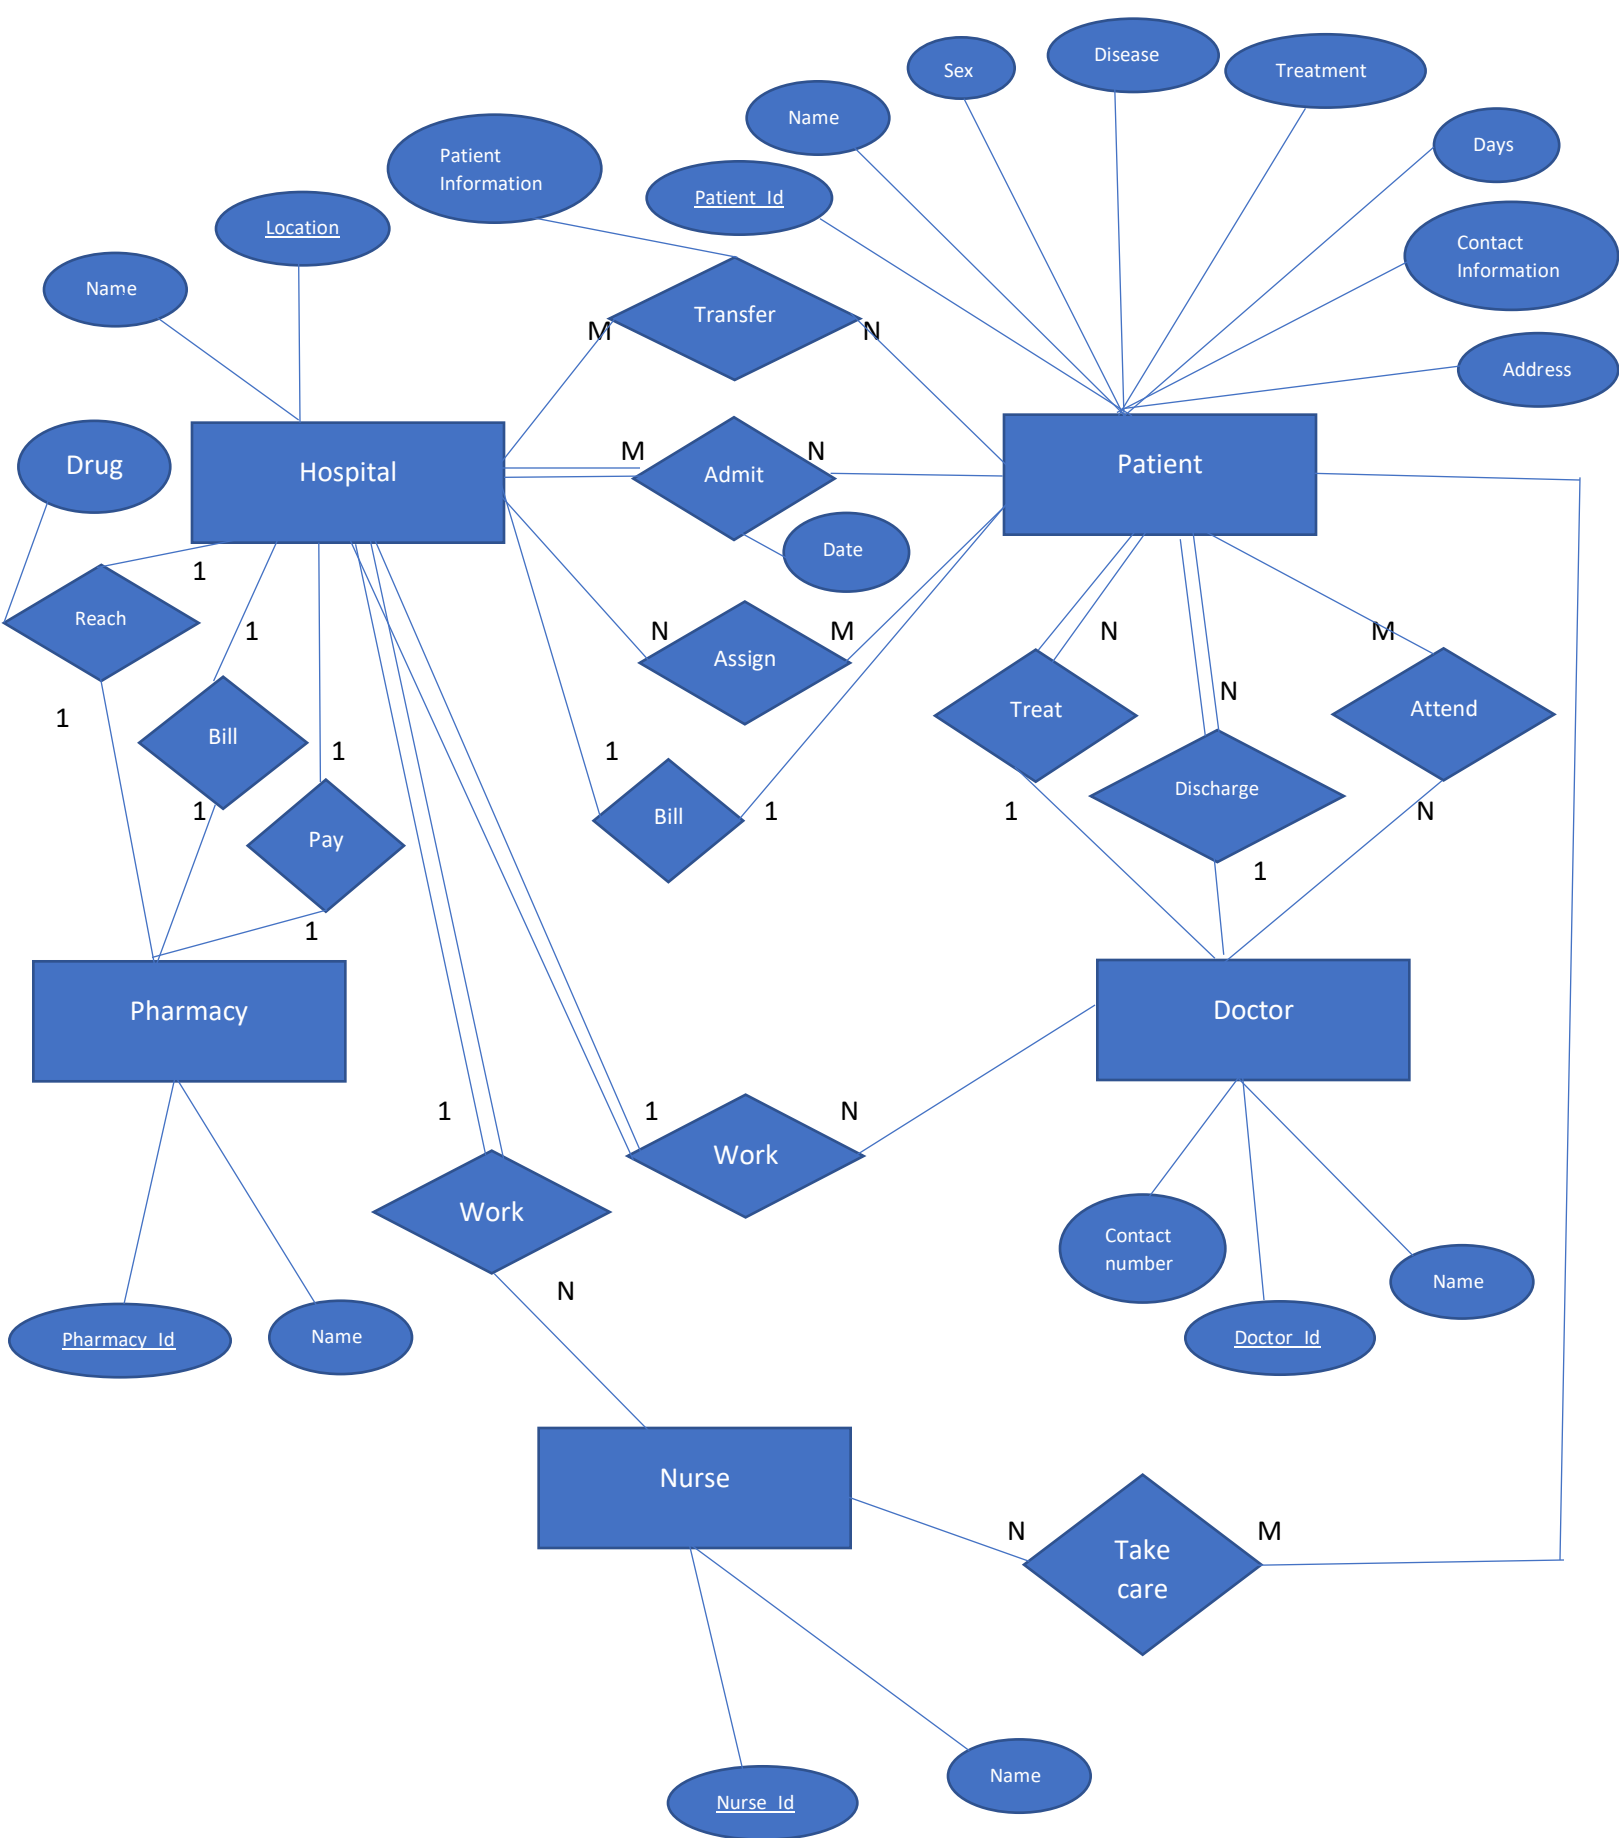 Disease
Sex
Treatment
Name
Days
Patient
Information
Patient_Id
Location
Contact
Information
Name
Transfer
M
N
Address
Drug
Hospital
M
N
Admit
Patient
Date
1
Reach
1
N
M
Assign
N
M
N
Treat
Attend
1
Bill
1
1
Discharge
1
1
Bill
1
1
N
Pay
1
1
Pharmacy
Doctor
1
1
N
Work
Work
Contact
number
N
Name
Pharmacy_Id
Name
Doctor_Id
Nurse
N
M
Take
care
Name
Nurse_Id